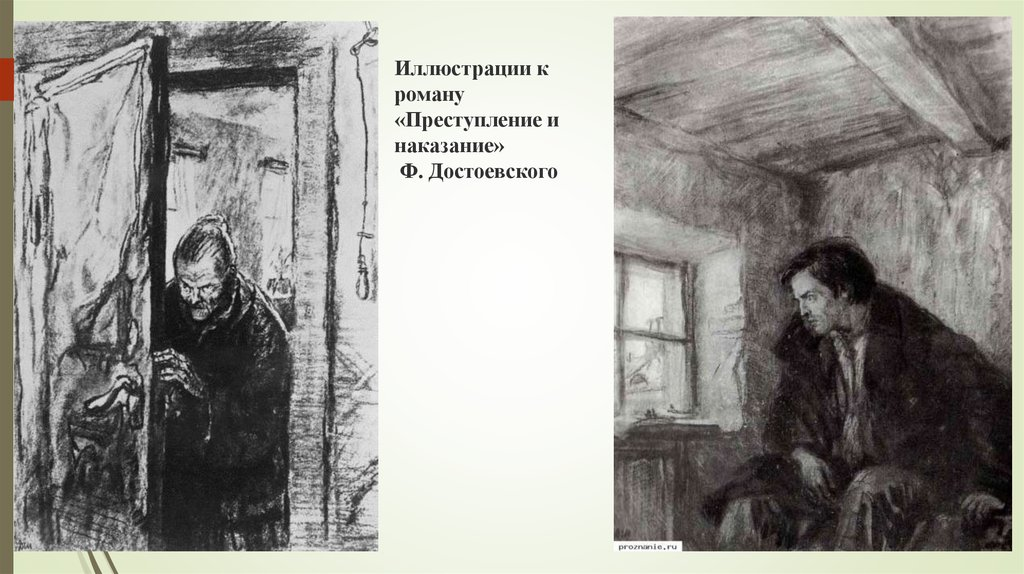 Иллюстрации к
роману
«Преступление и
наказание»
Ф. Достоевского
proznanie.ru